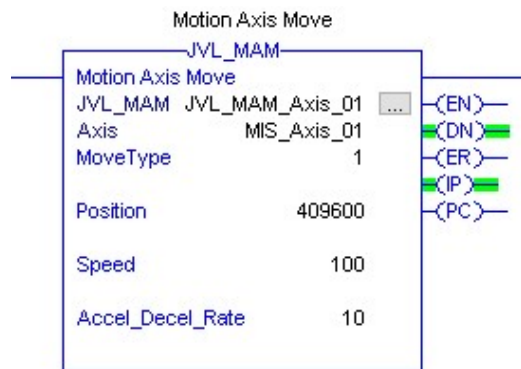 Motion Axis Move
JVL_MAM
Motion Axis Move
JVL_MAM JVL_MAM_Axis_01 ... (EN)
Axis MIS_Axis_01 (DN)
MoveType 1 (ER)
(IP)
Position 409600 (PC)
Speed 100
Accel_Decel_Rate 10